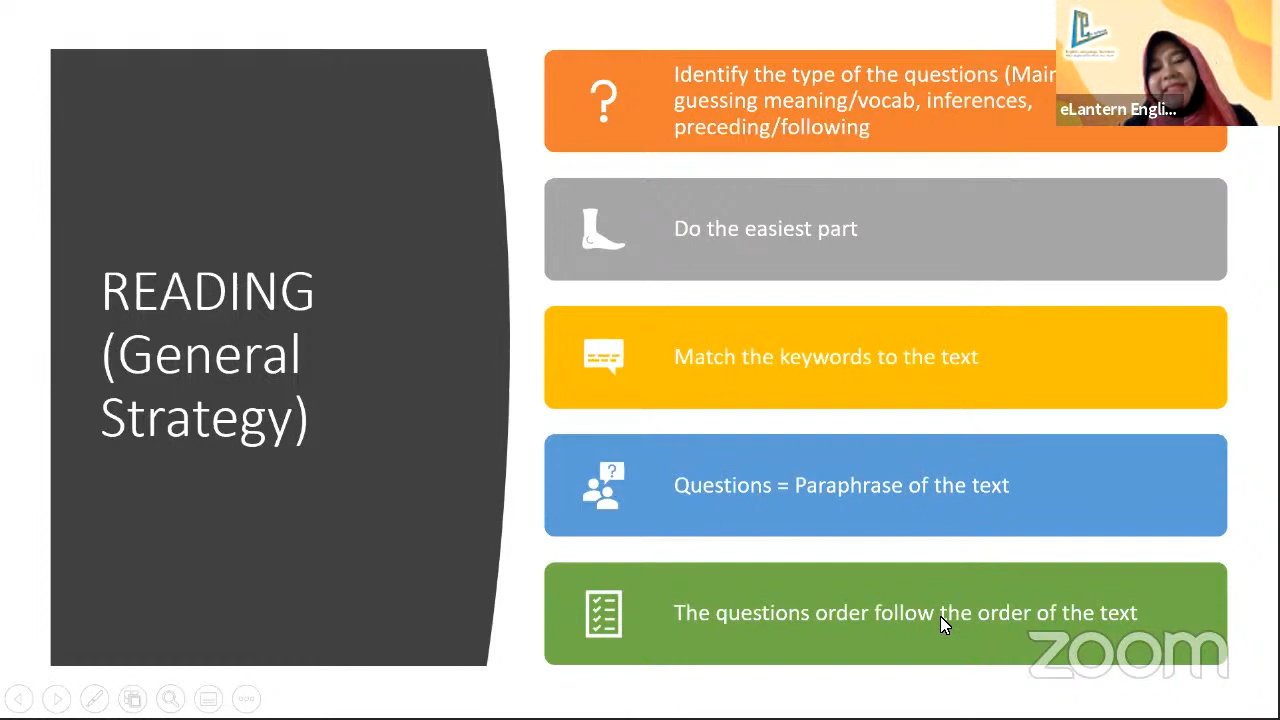 READING
(General
Strategy)
Identify the type of the questions (Main
guessing meaning/vocab, inferences,
preceding/following
Do the easiest part
Match the keywords to the text
Questions = Paraphrase of the text
The questions order follow the order of the text
eLantern Engli...
zoom